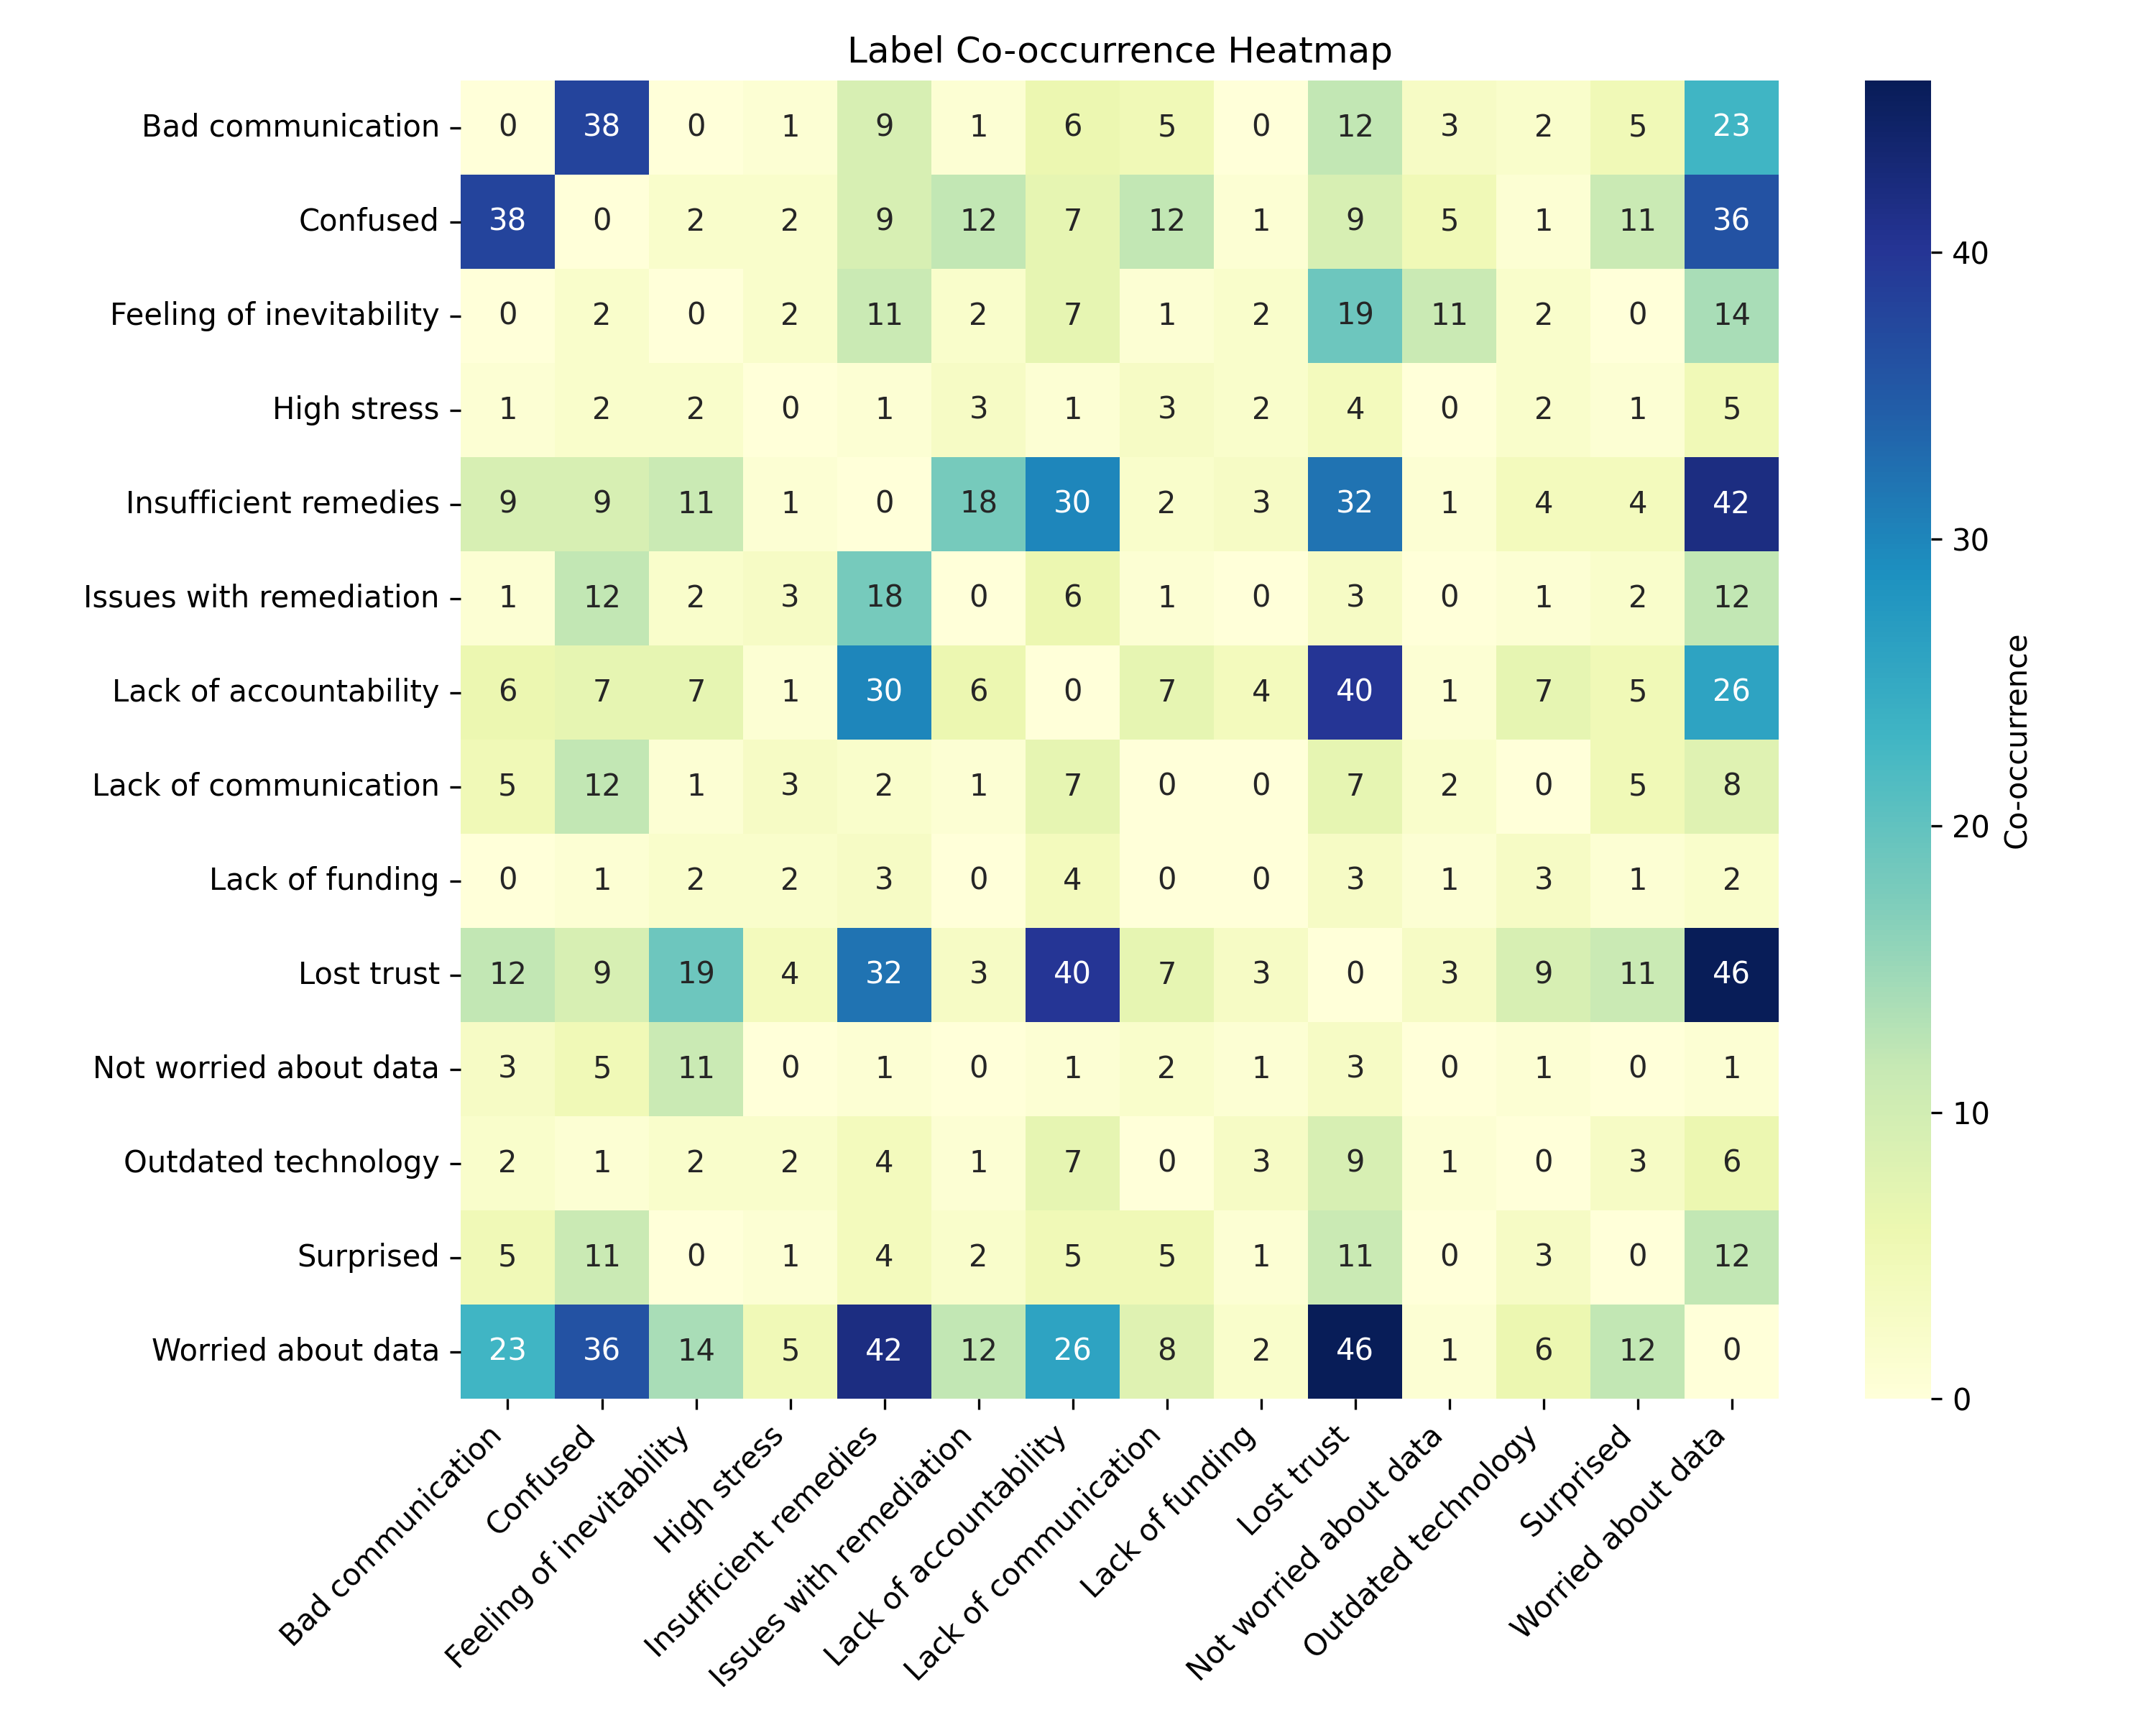 Label Co-occurrence Heatmap
Bad communication 0 38 0 1 9 1 6 5 0 12 3 2 5 23
Confused 38 0 2 2 9 12 7 12 1 9 5 1 11 36
Feeling of inevitability 0 2 0 2 11 2 7 1 2 19 11 2 0 14
High stress 1 2 2 0 1 3 1 3 2 4 0 2 1 5
Insufficient remedies 9 9 11 1 0 18 30 2 3 32 1 4 4 42
Issues with remediation 1 12 2 3 18 0 6 1 0 3 0 1 2 12
Lack of accountability 6 7 7 1 30 6 0 7 4 40 1 7 5 26
Lack of communication 5 12 1 3 2 1 7 0 0 7 2 0 5 8
Lack of funding 0 1 2 2 3 0 4 0 0 3 1 3 1 2
Lost trust 12 9 19 4 32 3 40 7 3 0 3 9 11 46
Not worried about data 3 5 11 0 1 0 1 2 1 3 0 1 0 1
Outdated technology 2 1 2 2 4 1 7 0 3 9 1 0 3 6
Surprised 5 11 0 1 4 2 5 5 1 11 0 3 0 12
Worried about data 23 36 14 5 42 12 26 8 2 46 1 6 12 0
Bad communication
Confused
Feeling of inevitability
High stress
Insufficient remedies
Issues with remediation
Lack of accountability
Lack of communication
Lack of funding
Lost trust
Not worried about data
Outdated technology
Surprised
Worried about data
40
30
20
10
0
Co-occurrence